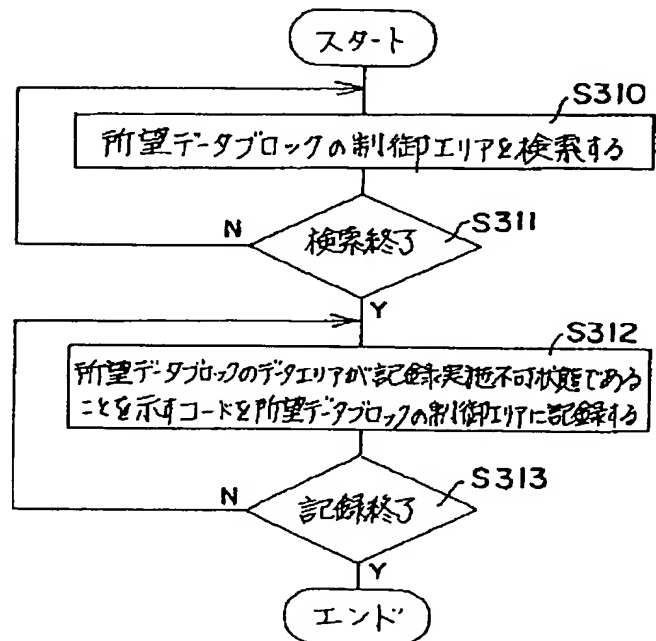 スタート
S310
所望データブロックの制御エリアを検索する
N
検索終了
S311
Y
S312
所望データブロックのデータエリアが記録実施不可状態である
ことを示すコードを所望データブロックの制御エリアに記録する
N
記録終了
S313
Y
エンド